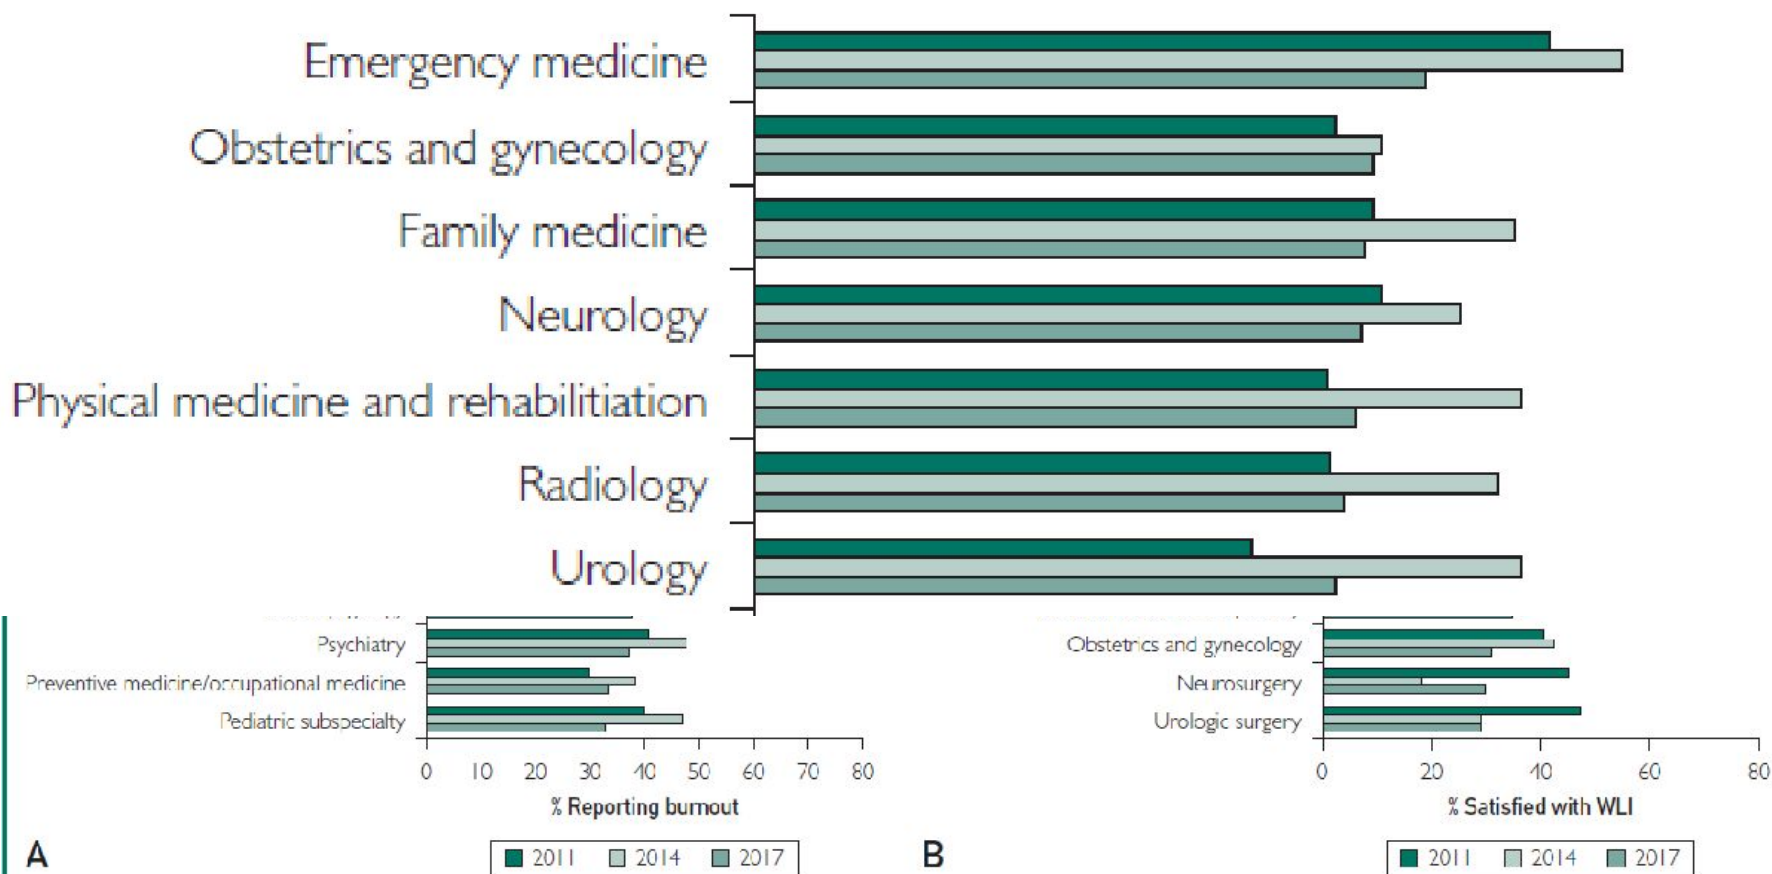 Emergency medicine
Obstetrics and gynecology
Family medicine
Neurology
Physical medicine and rehabilitiation
Radiology
Urology
Psychiatry
Preventive medicine/occupational medicine
Pediatric subspecialty
0 10 20 30 40 50 60 70 80
% Reporting burnout
A
2011 2014 2017
Obstetrics and gynecology
Neurosurgery
Urologic surgery
0 20 40 60 80
% Satisfied with WLI
B
2011 2014 2017